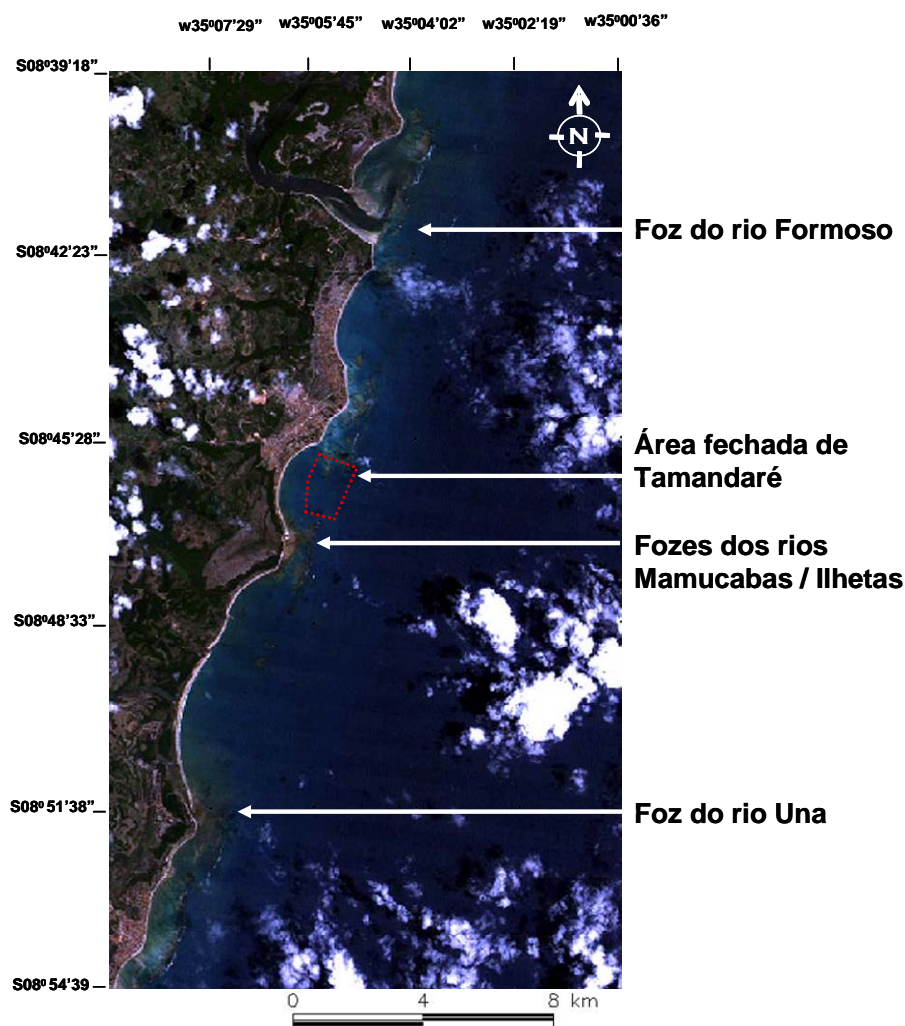 w35º07'29” w35º05'45” w35º04'02” w35º02'19” w35º00'36”
S08º39'18”
N
Foz do rio Formoso
S08º42'23”
S08º45'28”
Área fechada de
Tamandaré
Fozes dos rios
Mamucabas / Ilhetas
S08º48'33”
S08º51'38”
Foz do rio Una
S08º54'39
0 4 8 km